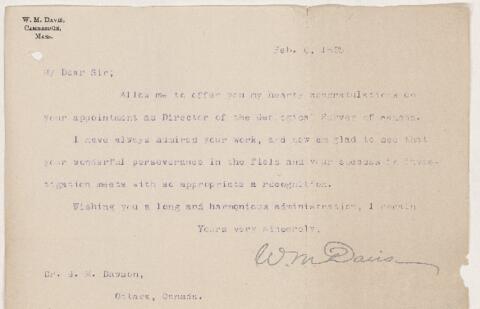 W. M. Davis,
Cambridge,
Mass.
Feb.
My Dear Sir;
Allow me to offer you my hearty congratulations on
your appointment as Director of the Geological Survey of Canada.
I have always admired your work, and now am glad to see that
your wonderful perseverance in the field and your success in inves-
tigation meets with so appropriate a recognition.
Wishing you a long and harmonious administration, I remain
Yours very sincerely,
W M Davis
Dr. G. M. Dawson,
Ottawa, Canada.